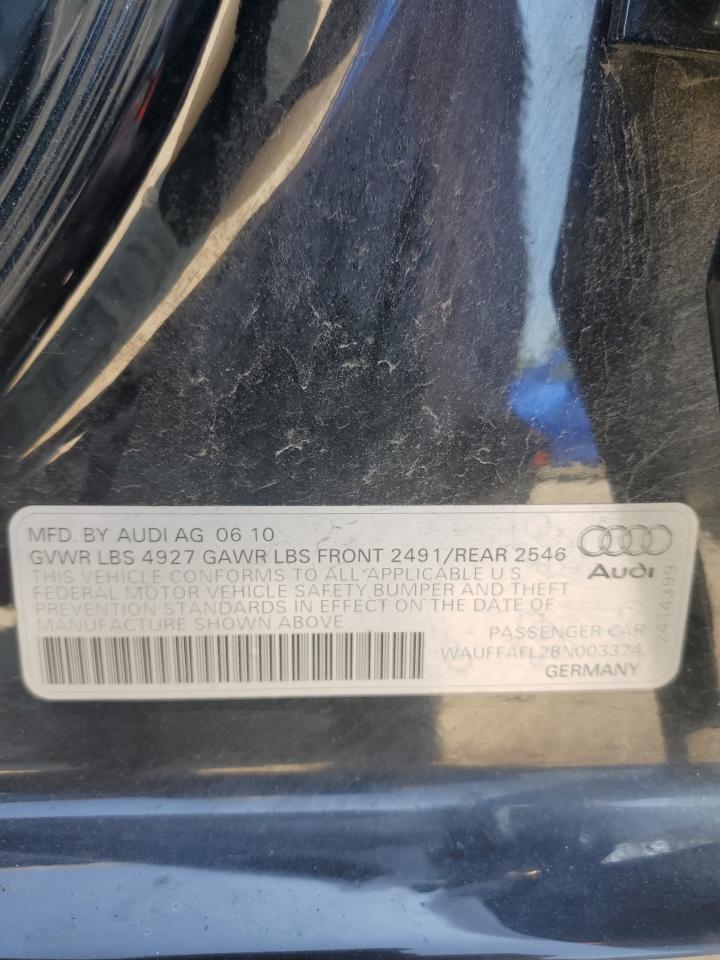 MFD. BY AUDI AG 06 10
GVWR LBS 4927 GAWR LBS FRONT 2491/REAR 2546
THIS VEHICLE CONFORMS TO ALL APPLICABLE U.S
FEDERAL MOTOR VEHICLE SAFETY, BUMPER AND THEFT
PREVENTION STANDARDS IN EFFECT ON THE DATE OF
MANUFACTURE SHOWN ABOVE
PASSENGER CAR
WAUFFAFL2BN003324
GERMANY
Audi
2414399